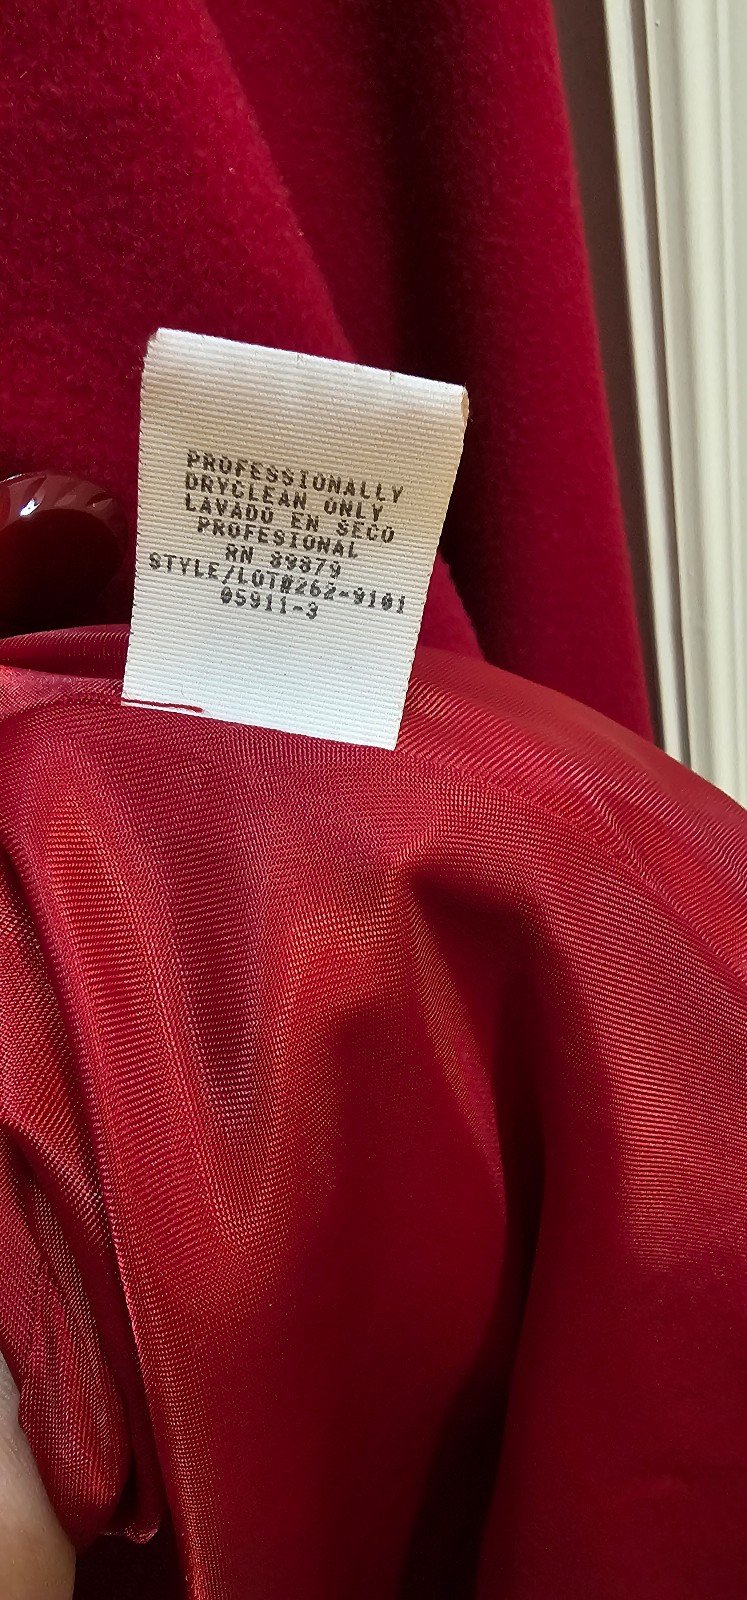 PROFESSIONALLY
DRYCLEAN ONLY
LAVADO EN SECO
PROFESIONAL
RN 89879
STYLE/LOT#262-9101
05911-3